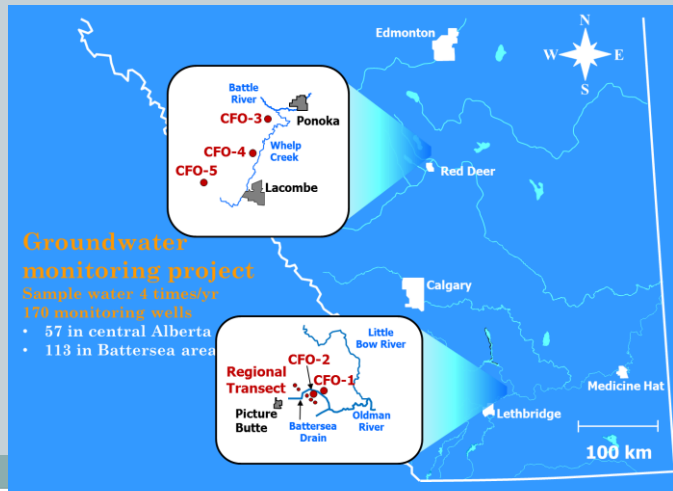 Edmonton
N
W
E
S
Battle
River
CFO-3
Ponoka
CFO-4
Whelp
Creek
CFO-5
Lacombe
Red Deer
Groundwater
monitoring project
Sample water 4 times/yr
170 monitoring wells
• 57 in central Alberta
• 113 in Battersea area
Calgary
Little
Bow River
CFO-2
Regional
Transect
CFO-1
Picture
Butte
Battersea
Drain
Oldman
River
Medicine Hat
Lethbridge
100 km